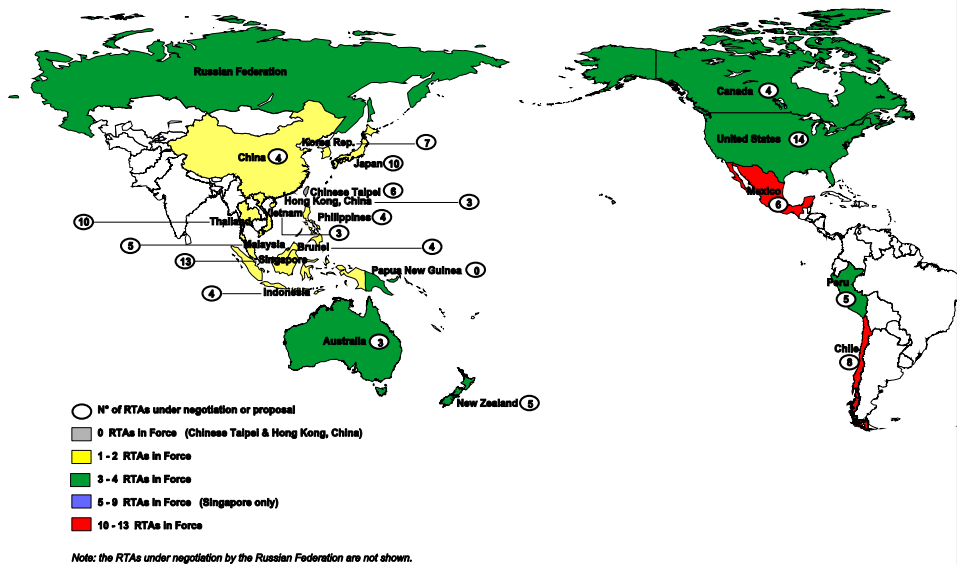 Russian Federation
Canada 4
United States 14
Korea Rep. 7
China 4
Japan 10
Chinese Taipei 6
Hong Kong, China 3
Mexico
6
Vietnam
Philippines 4
10 Thailand
3
5 Malaysia
Brunei 4
13 Singapore
Papua New Guinea 0
Peru
5
4 Indonesia
Australia 3
Chile
8
New Zealand 5
N° of RTAs under negotiation or proposal
0 RTAs in Force (Chinese Taipei & Hong Kong, China)
1 - 2 RTAs in Force
3 - 4 RTAs in Force
5 - 9 RTAs in Force (Singapore only)
10 - 13 RTAs in Force
Note: the RTAs under negotiation by the Russian Federation are not shown.